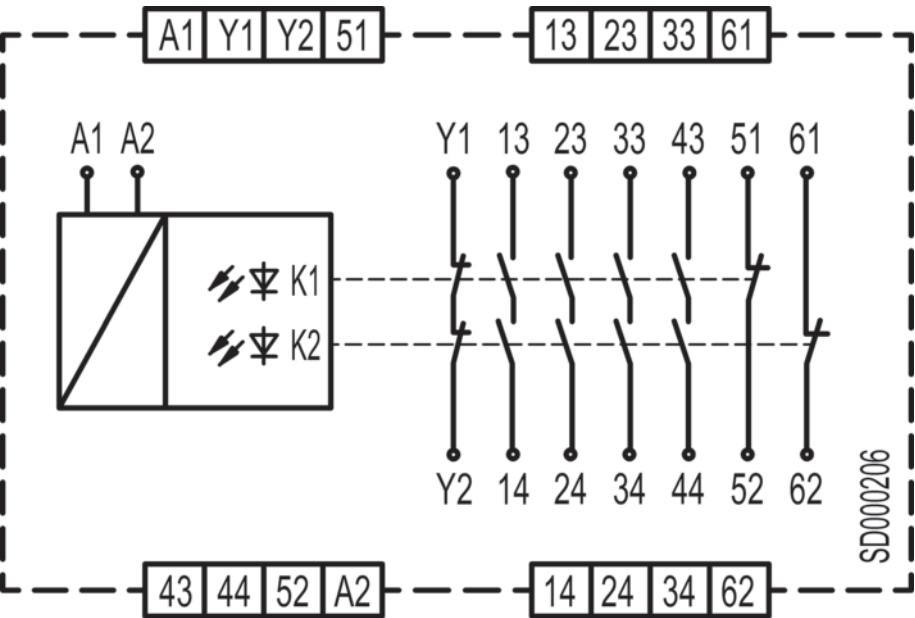 A1 Y1 Y2 51 13 23 33 61
A1 A2 Y1 13 23 33 43 51 61
K1
K2
Y2 14 24 34 44 52 62
SD000206
43 44 52 A2 14 24 34 62